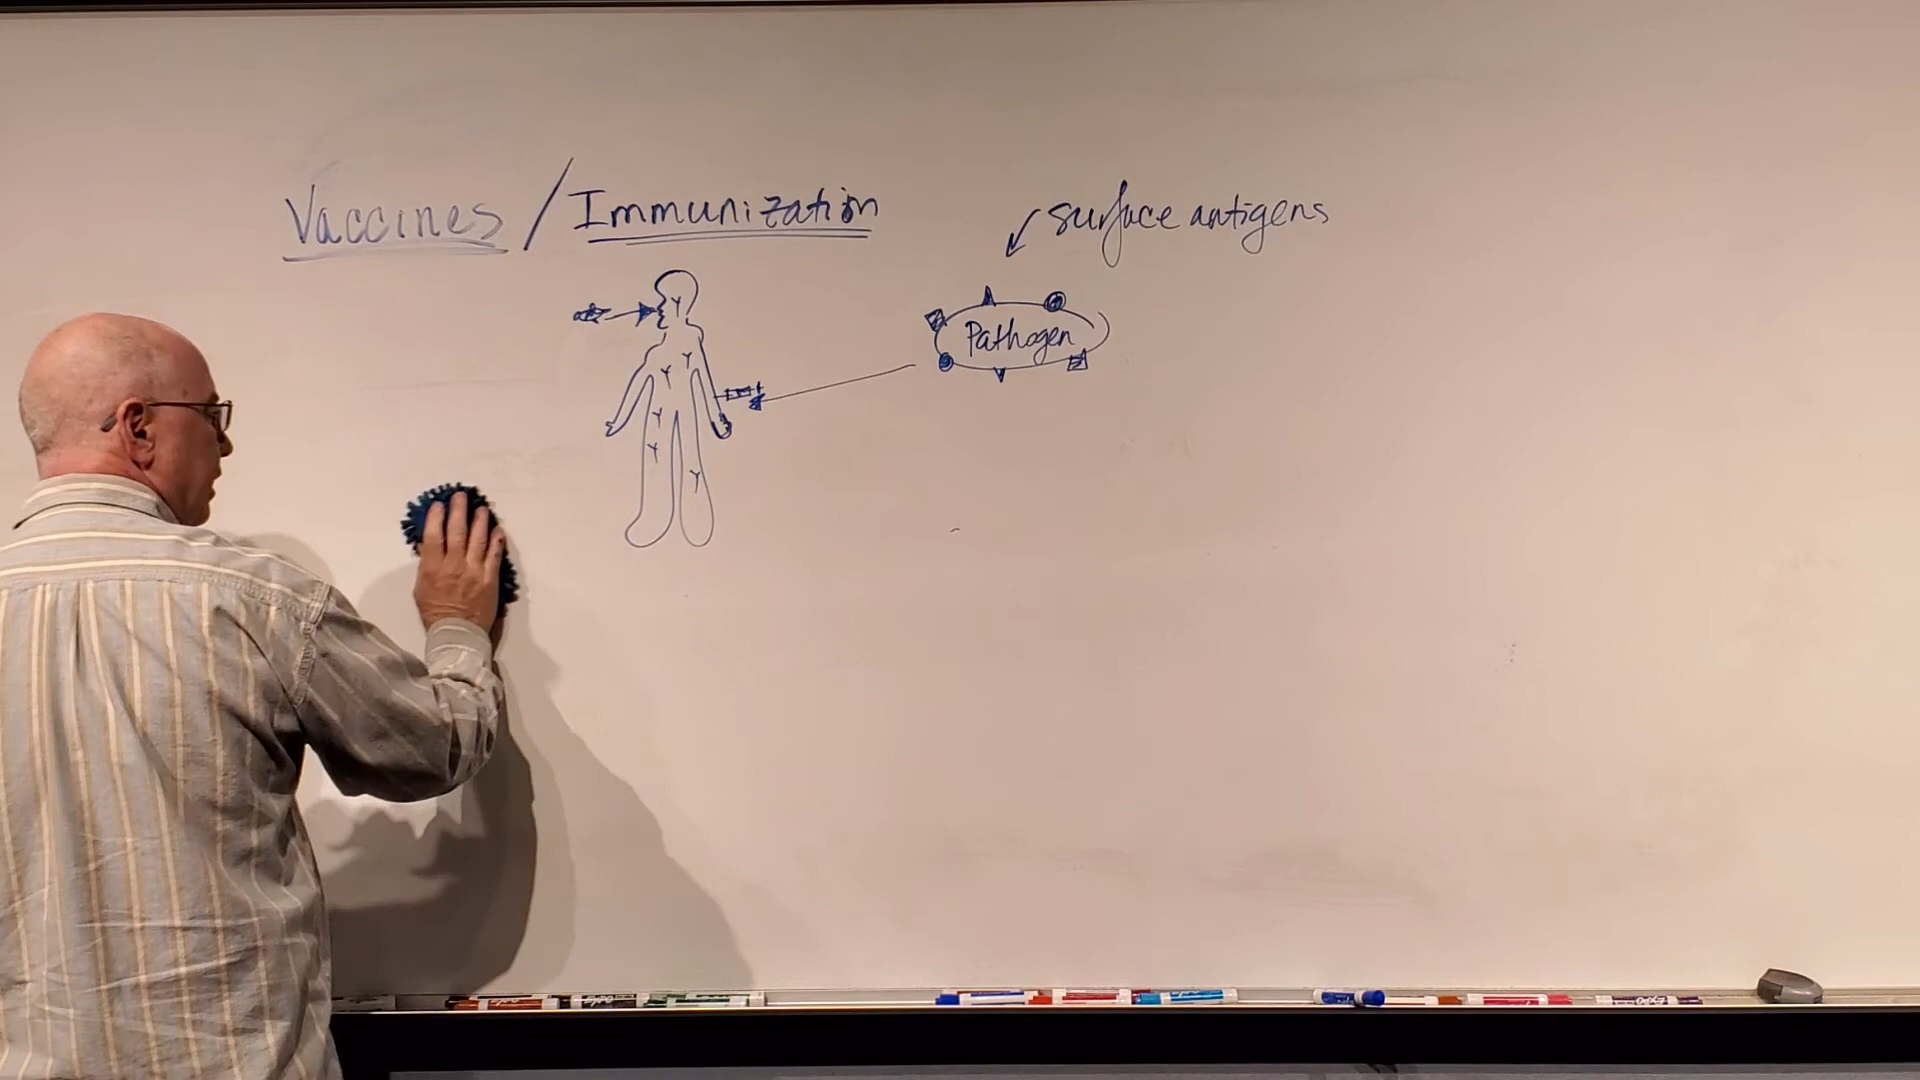 Vaccines / Immunization
surface antigens
Pathogen